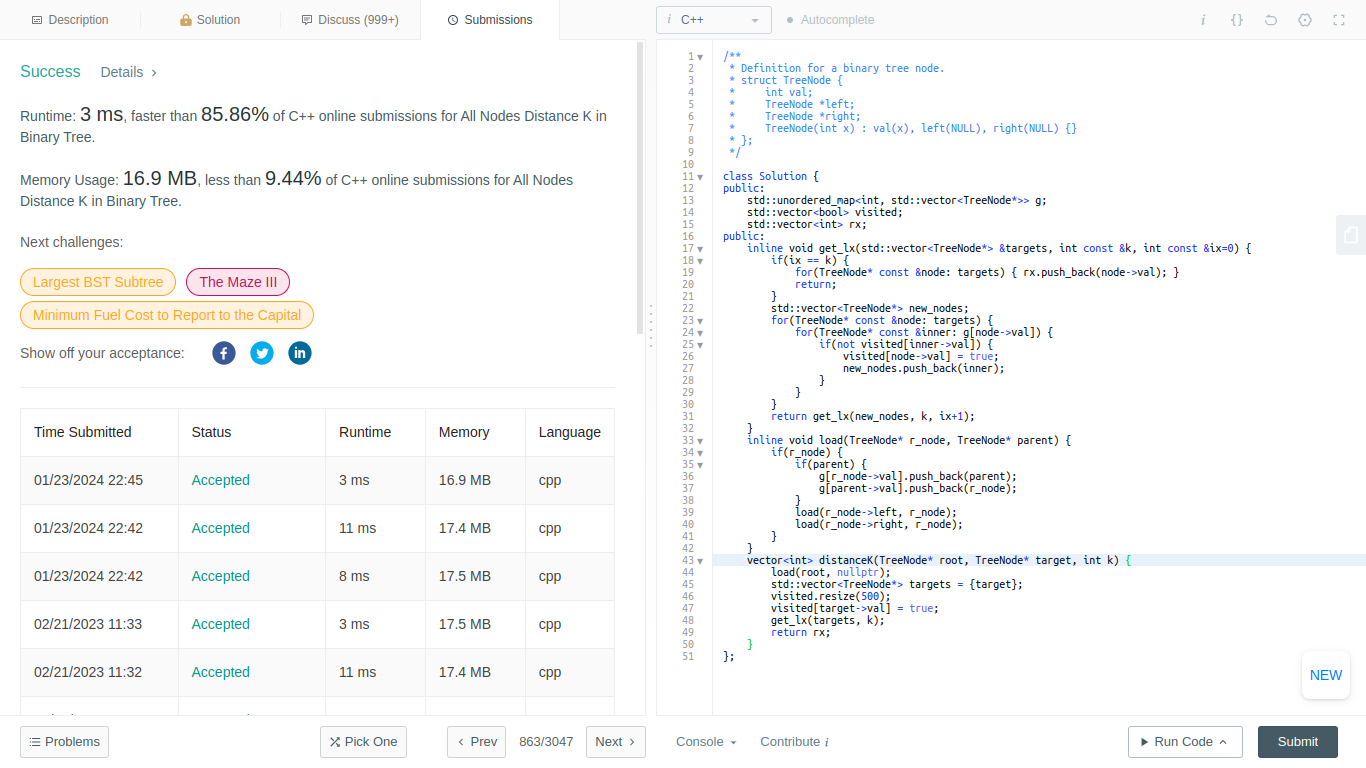 Description
Solution
Discuss (999+)
Submissions
i C++
Autocomplete
i {}
Success Details
Runtime: 3 ms, faster than 85.86% of C++ online submissions for All Nodes Distance K in
Binary Tree.
Memory Usage: 16.9 MB, less than 9.44% of C++ online submissions for All Nodes
Distance K in Binary Tree.
Next challenges:
Largest BST Subtree
The Maze III
Minimum Fuel Cost to Report to the Capital
Show off your acceptance: f in
Time Submitted Status Runtime Memory Language
01/23/2024 22:45 Accepted 3 ms 16.9 MB cpp
01/23/2024 22:42 Accepted 11 ms 17.4 MB cpp
01/23/2024 22:42 Accepted 8 ms 17.5 MB cpp
02/21/2023 11:33 Accepted 3 ms 17.5 MB cpp
02/21/2023 11:32 Accepted 11 ms 17.4 MB cpp
1 /**
2  * Definition for a binary tree node.
3  * struct TreeNode {
4  *     int val;
5  *     TreeNode *left;
6  *     TreeNode *right;
7  *     TreeNode(int x) : val(x), left(NULL), right(NULL) {}
8  * };
9  */
10
11 class Solution {
12 public:
13     std::unordered_map<int, std::vector<TreeNode*>> g;
14     std::vector<bool> visited;
15     std::vector<int> rx;
16 public:
17     inline void get_lx(std::vector<TreeNode*> &targets, int const &k, int const &ix=0) {
18         if(ix == k) {
19             for(TreeNode* const &node: targets) { rx.push_back(node->val); }
20             return;
21         }
22         std::vector<TreeNode*> new_nodes;
23         for(TreeNode* const &node: targets) {
24             for(TreeNode* const &inner: g[node->val]) {
25                 if(not visited[inner->val]) {
26                     visited[node->val] = true;
27                     new_nodes.push_back(inner);
28                 }
29             }
30         }
31         return get_lx(new_nodes, k, ix+1);
32     }
33     inline void load(TreeNode* r_node, TreeNode* parent) {
34         if(r_node) {
35             if(parent) {
36                 g[r_node->val].push_back(parent);
37                 g[parent->val].push_back(r_node);
38             }
39             load(r_node->left, r_node);
40             load(r_node->right, r_node);
41         }
42     }
43     vector<int> distanceK(TreeNode* root, TreeNode* target, int k) {
44         load(root, nullptr);
45         std::vector<TreeNode*> targets = {target};
46         visited.resize(500);
47         visited[target->val] = true;
48         get_lx(targets, k);
49         return rx;
50     }
51 };
NEW
Problems
Pick One
Prev
863/3047
Next
Console
Contribute i
Run Code
Submit